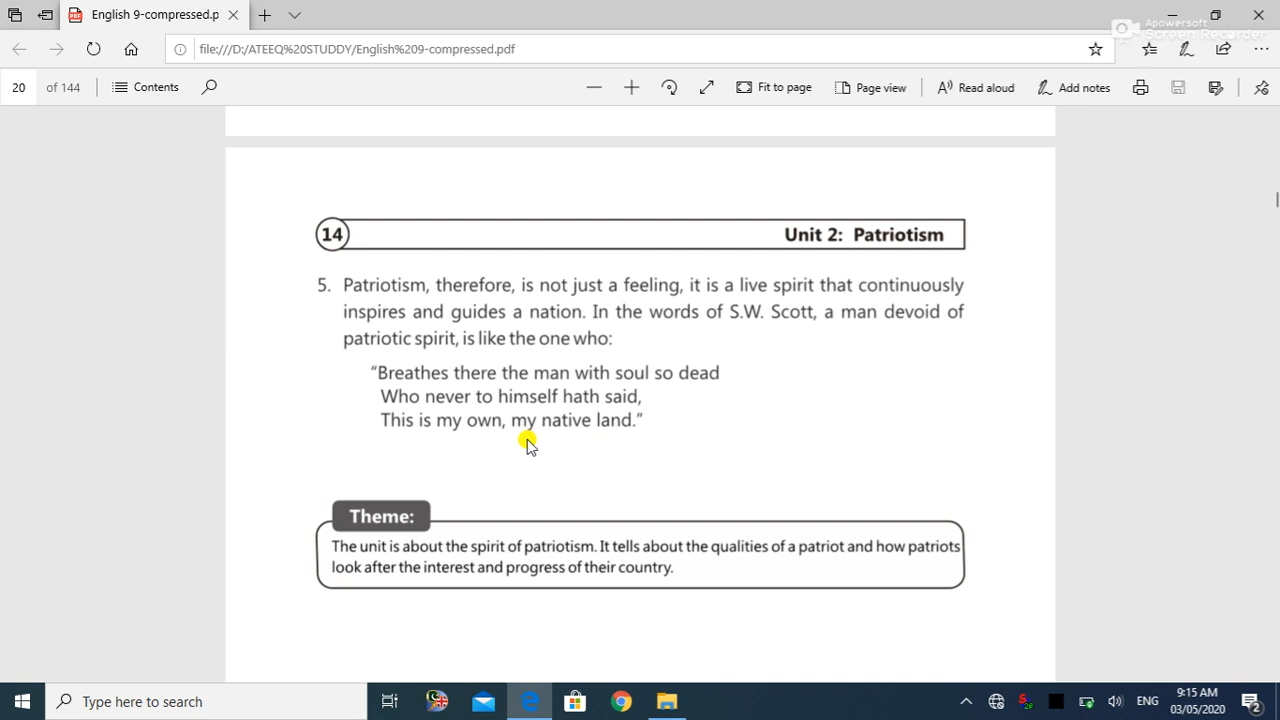 English 9-compressed.p
Apowersoft
Screen Recorder
file:///D:/ATEEQ%20STUDDY/English%209-compressed.pdf
20 of 144 Contents Fit to page Page view Read aloud Add notes
14 Unit 2: Patriotism
5. Patriotism, therefore, is not just a feeling, it is a live spirit that continuously
inspires and guides a nation. In the words of S.W. Scott, a man devoid of
patriotic spirit, is like the one who:
“Breathes there the man with soul so dead
Who never to himself hath said,
This is my own, my native land.”
Theme:
The unit is about the spirit of patriotism. It tells about the qualities of a patriot and how patriots
look after the interest and progress of their country.
Type here to search
ENG
9:15 AM
03/05/2020
2